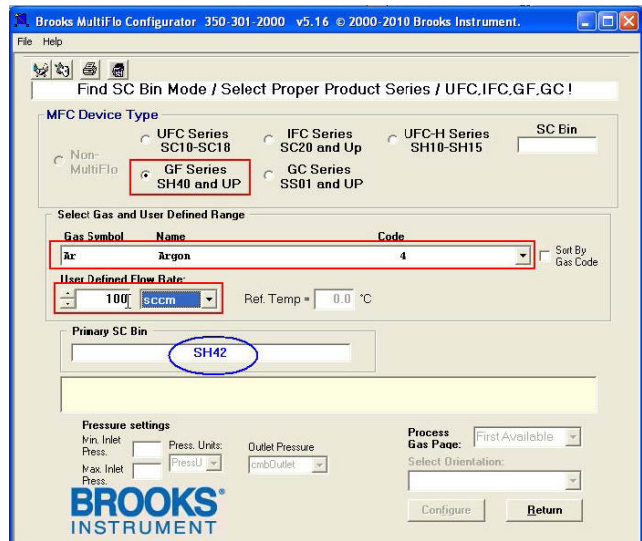 Brooks MultiFlo Configurator 350-301-2000 v5.16 © 2000-2010 Brooks Instrument.
File Help
Find SC Bin Mode / Select Proper Product Series / UFC,IFC,GF,GC !
MFC Device Type
Non-MultiFlo
UFC Series
SC10-SC18
IFC Series
SC20 and Up
UFC-H Series
SH10-SH15
SC Bin
GF Series
SH40 and UP
GC Series
SS01 and UP
Select Gas and User Defined Range
Gas Symbol Name Code
Ar Argon 4
Sort By
Gas Code
User Defined Flow Rate:
100 sccm Ref. Temp = 0.0 °C
Primary SC Bin
SH42
Pressure settings
Min. Inlet
Press.
Press. Units:
PressU
Outlet Pressure
cmbOutlet
Max. Inlet
Press.
Process
Gas Page:
First Available
Select Orientation:
Configure Return
BROOKS®
INSTRUMENT